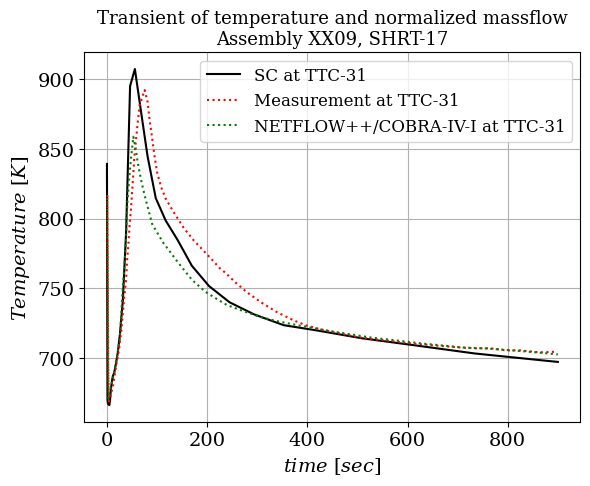 Transient of temperature and normalized massflow
Assembly XX09, SHRT-17
SC at TTC-31
Measurement at TTC-31
NETFLOW++/COBRA-IV-I at TTC-31
Temperature [K]
900
850
800
750
700
0 200 400 600 800
time [sec]